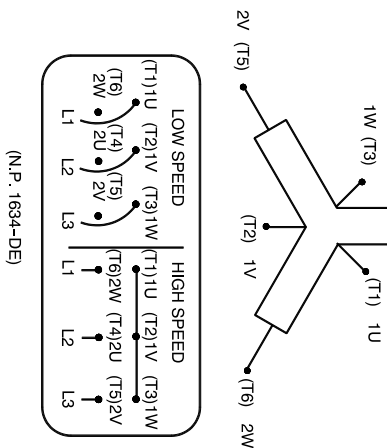 1W (T3)
(T1) 1U
2V (T5)
(T2) 1V
(T6) 2W
LOW SPEED HIGH SPEED
(T1)1U (T2)1V (T3)1W (T1)1U (T2)1V (T3)1W
(T6) (T4) (T5)
2W 2U 2V (T6)2W (T4)2U (T5)2V
L1 L2 L3 L1 L2 L3
(N.P. 1634-DE)